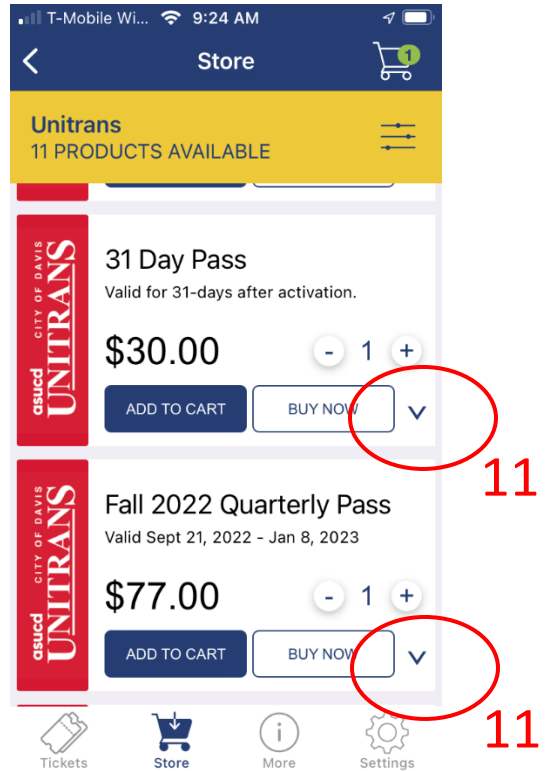 T-Mobile Wi... 9:24 AM
Store
1
Unitrans
11 PRODUCTS AVAILABLE
asucd UNITRANS CITY OF DAVIS
31 Day Pass
Valid for 31-days after activation.
$30.00 - 1 +
ADD TO CART BUY NOW
11
asucd UNITRANS CITY OF DAVIS
Fall 2022 Quarterly Pass
Valid Sept 21, 2022 - Jan 8, 2023
$77.00 - 1 +
ADD TO CART BUY NOW
11
Tickets Store More Settings